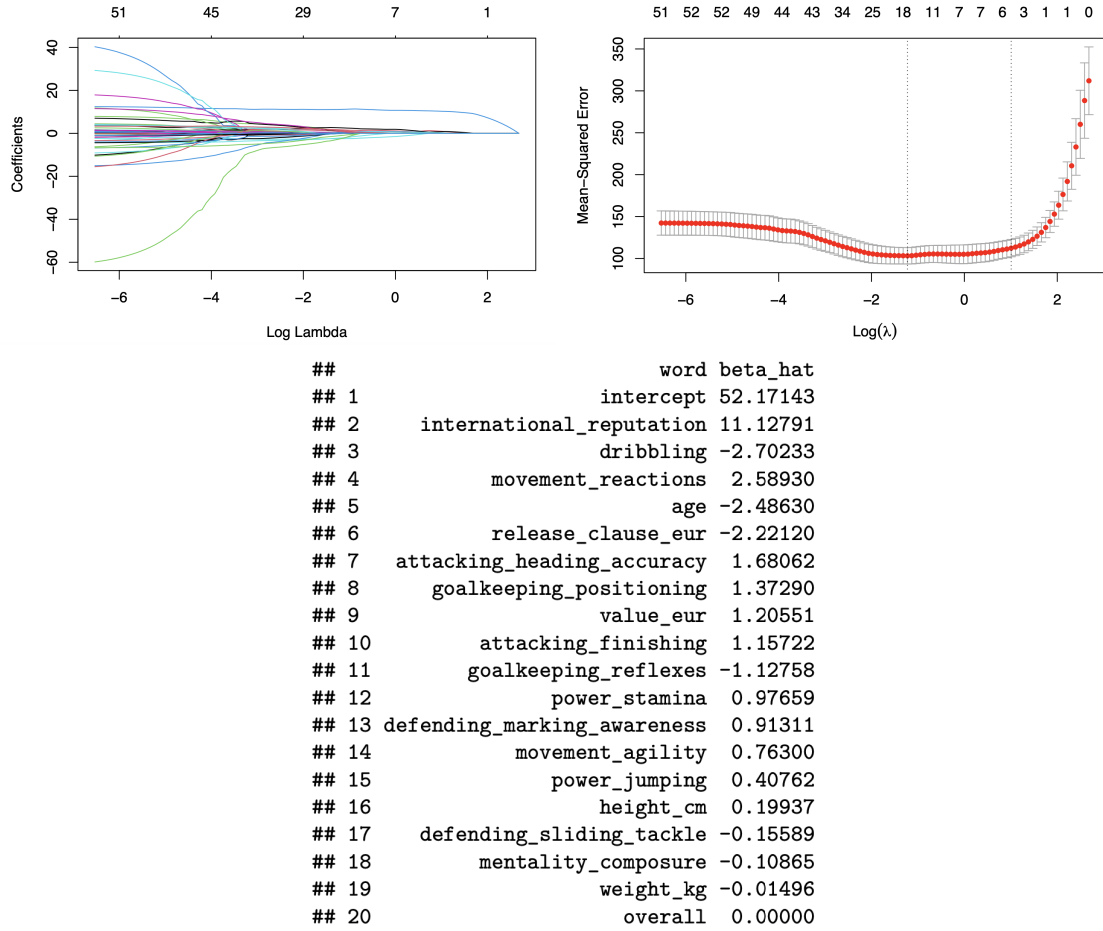 51 45 29 7 1
40
20
0
−20
−40
−60
Coefficients
−6 −4 −2 0 2
Log Lambda
51 52 52 49 44 43 34 25 18 11 7 7 6 3 1 1 0
350
300
250
200
150
100
Mean−Squared Error
−6 −4 −2 0 2
Log(λ)
## word beta_hat
## 1 intercept 52.17143
## 2 international_reputation 11.12791
## 3 dribbling -2.70233
## 4 movement_reactions 2.58930
## 5 age -2.48630
## 6 release_clause_eur -2.22120
## 7 attacking_heading_accuracy 1.68062
## 8 goalkeeping_positioning 1.37290
## 9 value_eur 1.20551
## 10 attacking_finishing 1.15722
## 11 goalkeeping_reflexes -1.12758
## 12 power_stamina 0.97659
## 13 defending_marking_awareness 0.91311
## 14 movement_agility 0.76300
## 15 power_jumping 0.40762
## 16 height_cm 0.19937
## 17 defending_sliding_tackle -0.15589
## 18 mentality_composure -0.10865
## 19 weight_kg -0.01496
## 20 overall 0.00000